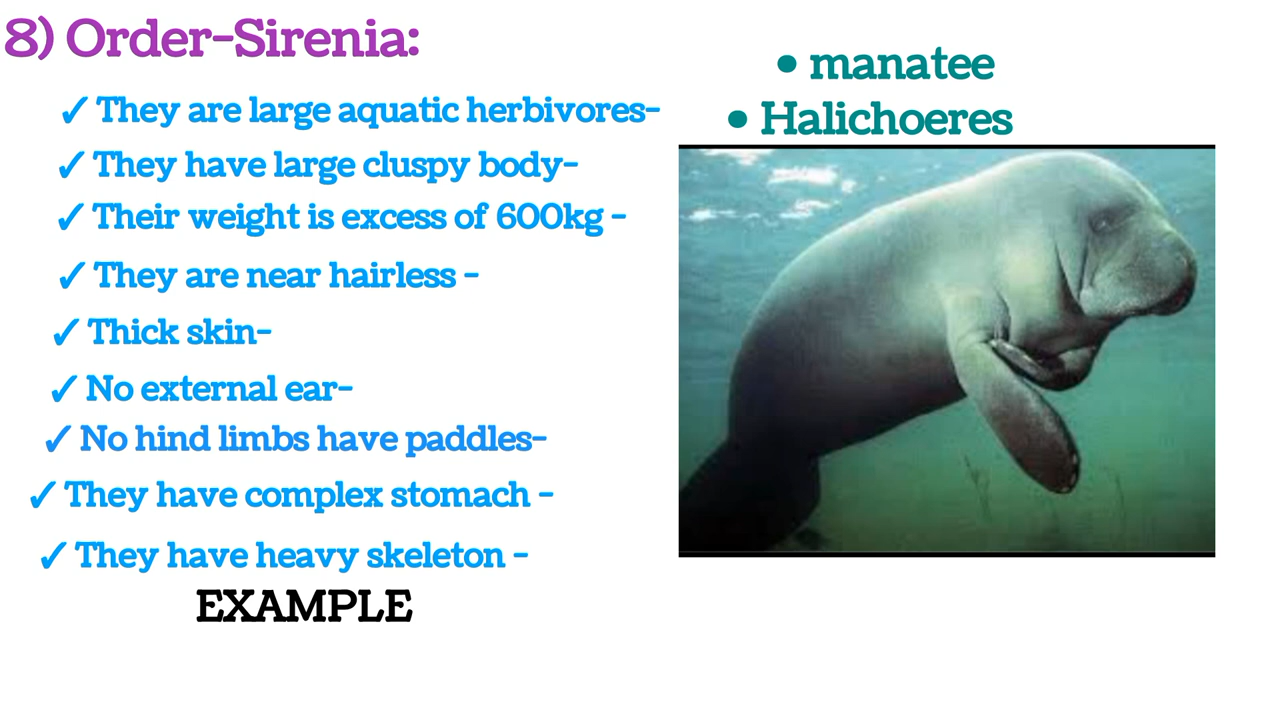 8) Order-Sirenia:
✓ They are large aquatic herbivores-
✓ They have large cluspy body-
✓ Their weight is excess of 600kg -
✓ They are near hairless -
✓ Thick skin-
✓ No external ear-
✓ No hind limbs have paddles-
✓ They have complex stomach -
✓ They have heavy skeleton -
EXAMPLE
• manatee
• Halichoeres